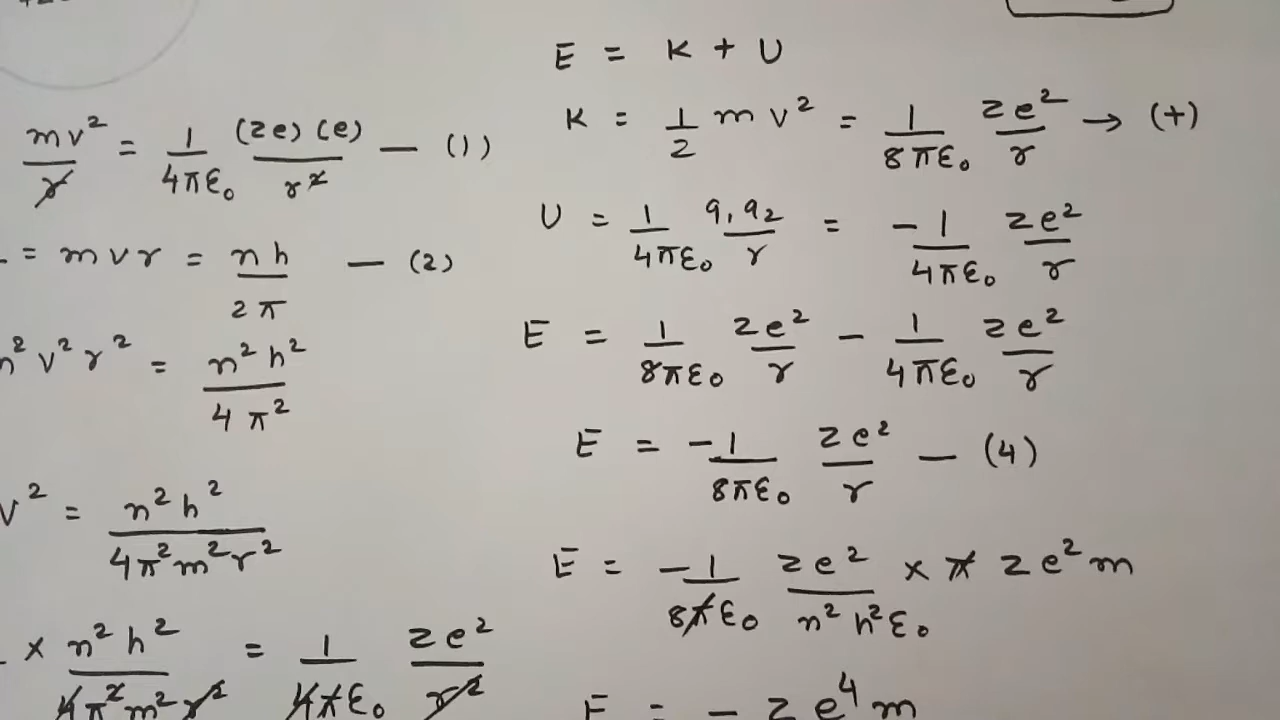 mv²/r = 1/4πε₀ (ze)(e)/r² — (1)
= mvr = nh/2π — (2)
v²r² = n²h²/4π²
v² = n²h²/4π²m²r²
× n²h²/4π²m²r² = 1/4πε₀ ze²/r²
E = K + U
K = 1/2 mv² = 1/8πε₀ ze²/r → (+)
U = 1/4πε₀ q₁q₂/r = -1/4πε₀ ze²/r
E = 1/8πε₀ ze²/r - 1/4πε₀ ze²/r
E = -1/8πε₀ ze²/r — (4)
E = -1/8πε₀ ze²/n²h²ε₀ × π ze²m
E = - ze⁴m